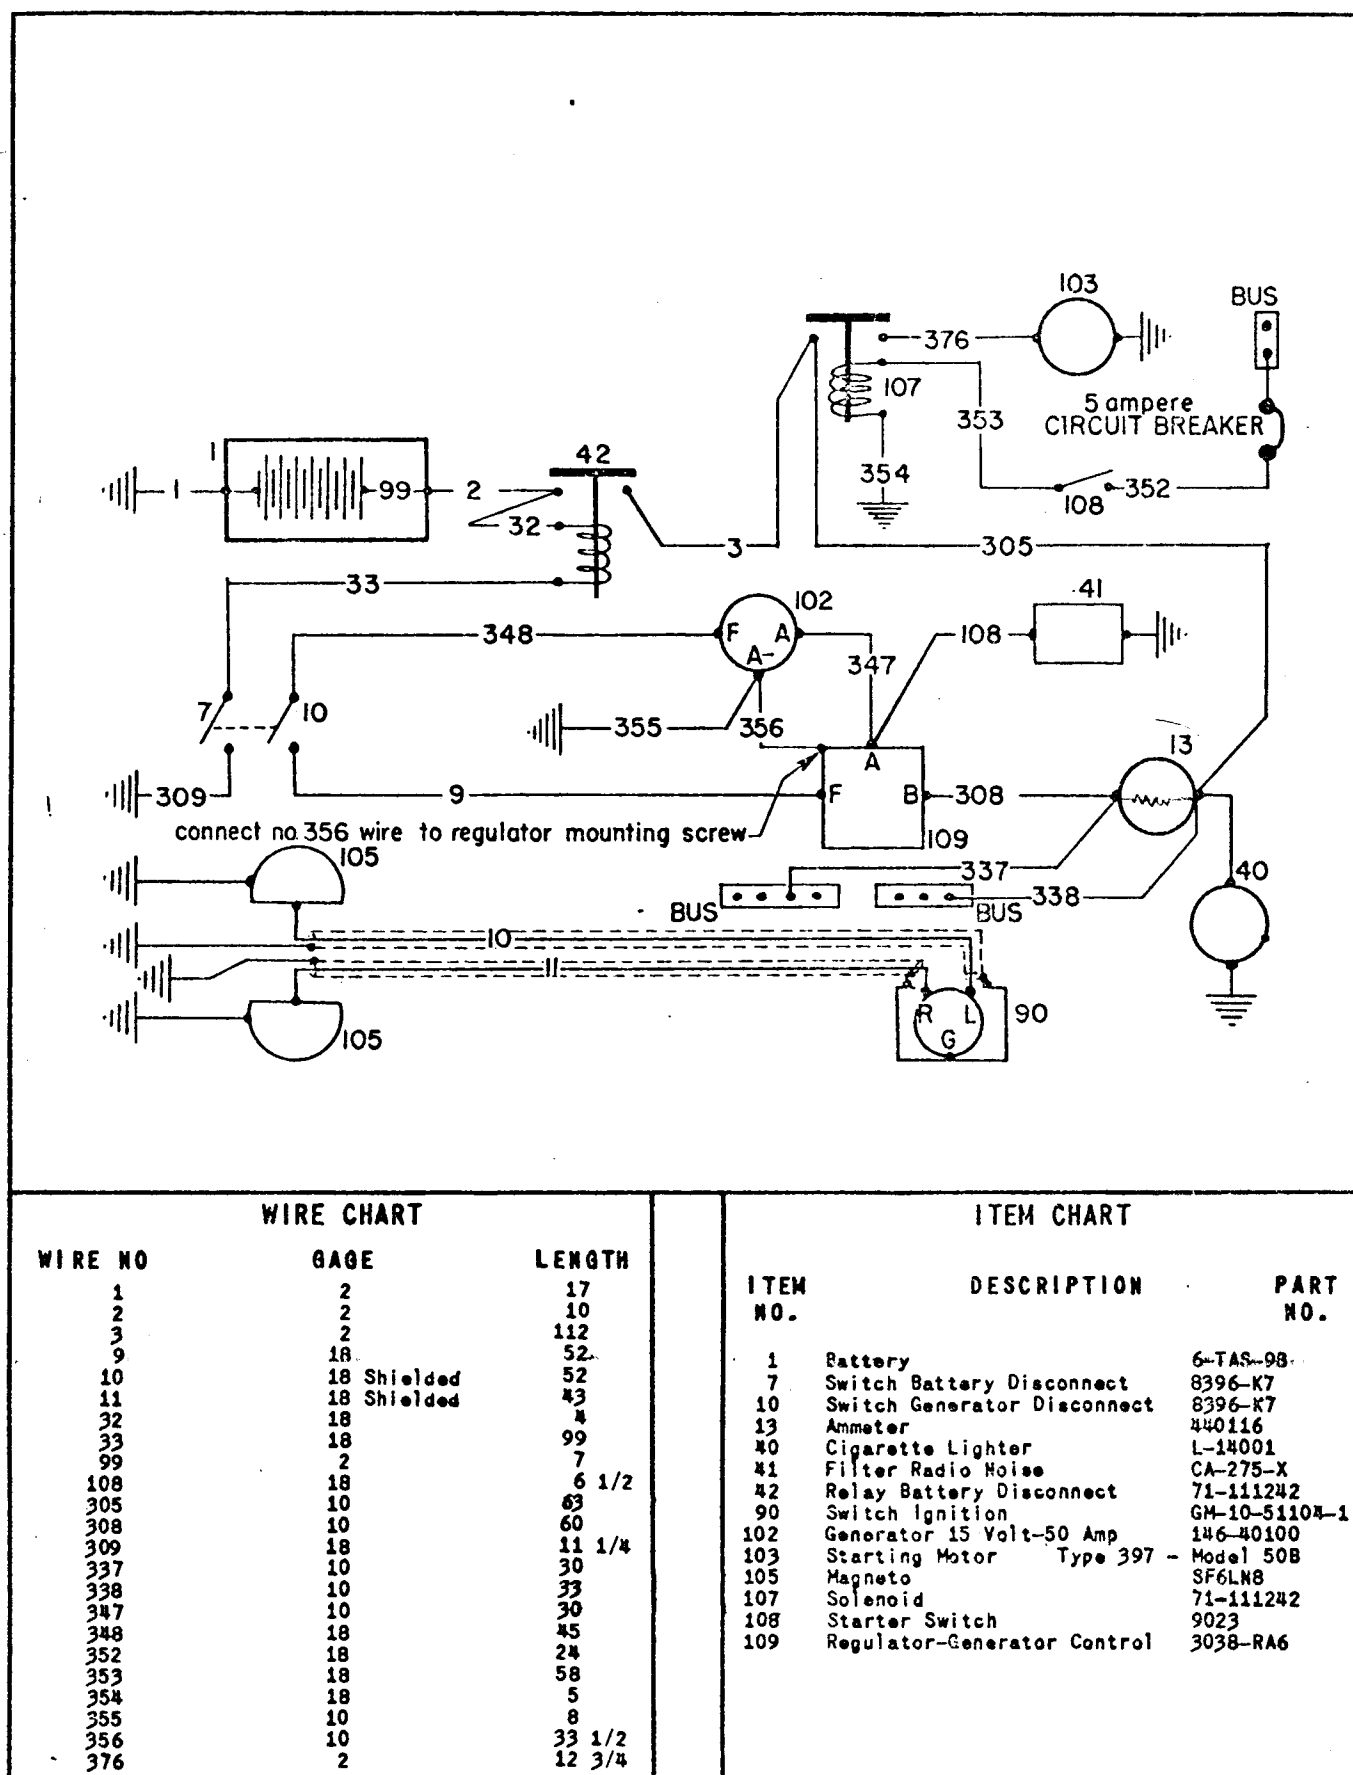 103
BUS
376
107
5 ampere
CIRCUIT BREAKER
353
1
42
354
1
99
2
32
108
352
3
305
33
102
41
348
F
A
A-
108
347
7
10
355
356
13
A
309
9
F
B
308
connect no. 356 wire to regulator mounting screw
109
105
337
40
BUS
BUS
338
10
11
R
L
90
G
105
WIRE CHART
WIRE NO GAGE LENGTH
1 2 17
2 2 10
3 2 112
9 18 52
10 18 Shielded 52
11 18 Shielded 43
32 18 4
33 18 99
99 2 7
108 18 6 1/2
305 10 63
308 10 60
309 18 11 1/4
337 10 30
338 10 33
347 10 30
348 18 45
352 18 24
353 18 58
354 18 5
355 10 8
356 10 33 1/2
376 2 12 3/4
ITEM CHART
ITEM NO. DESCRIPTION PART NO.
1 Battery 6-TAS-98
7 Switch Battery Disconnect 8396-K7
10 Switch Generator Disconnect 8396-K7
13 Ammeter 440116
40 Cigarette Lighter L-14001
41 Filter Radio Noise CA-275-X
42 Relay Battery Disconnect 71-111242
90 Switch Ignition GM-10-51104-1
102 Generator 15 Volt-50 Amp 146-40100
103 Starting Motor Type 397 - Model 50B
105 Magneto SF6LN8
107 Solenoid 71-111242
108 Starter Switch 9023
109 Regulator-Generator Control 3038-RA6